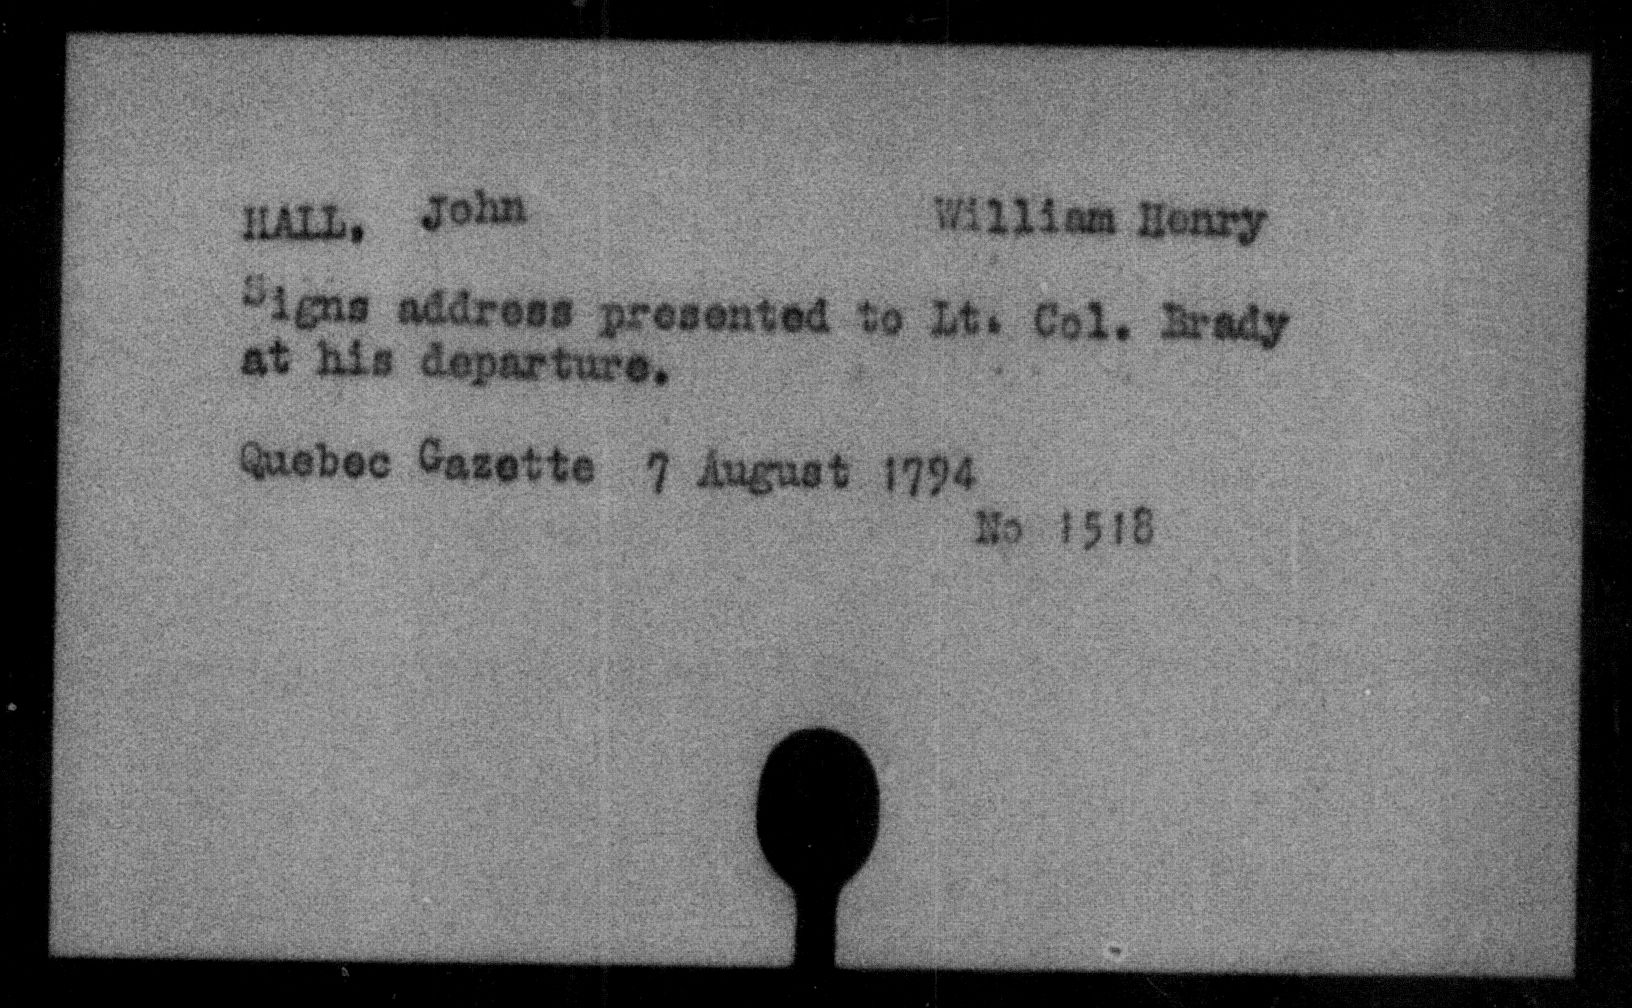 HALL, John William Henry
Signs address presented to Lt. Col. Brady
at his departure.
Quebec Gazette 7 August 1794
No 1518